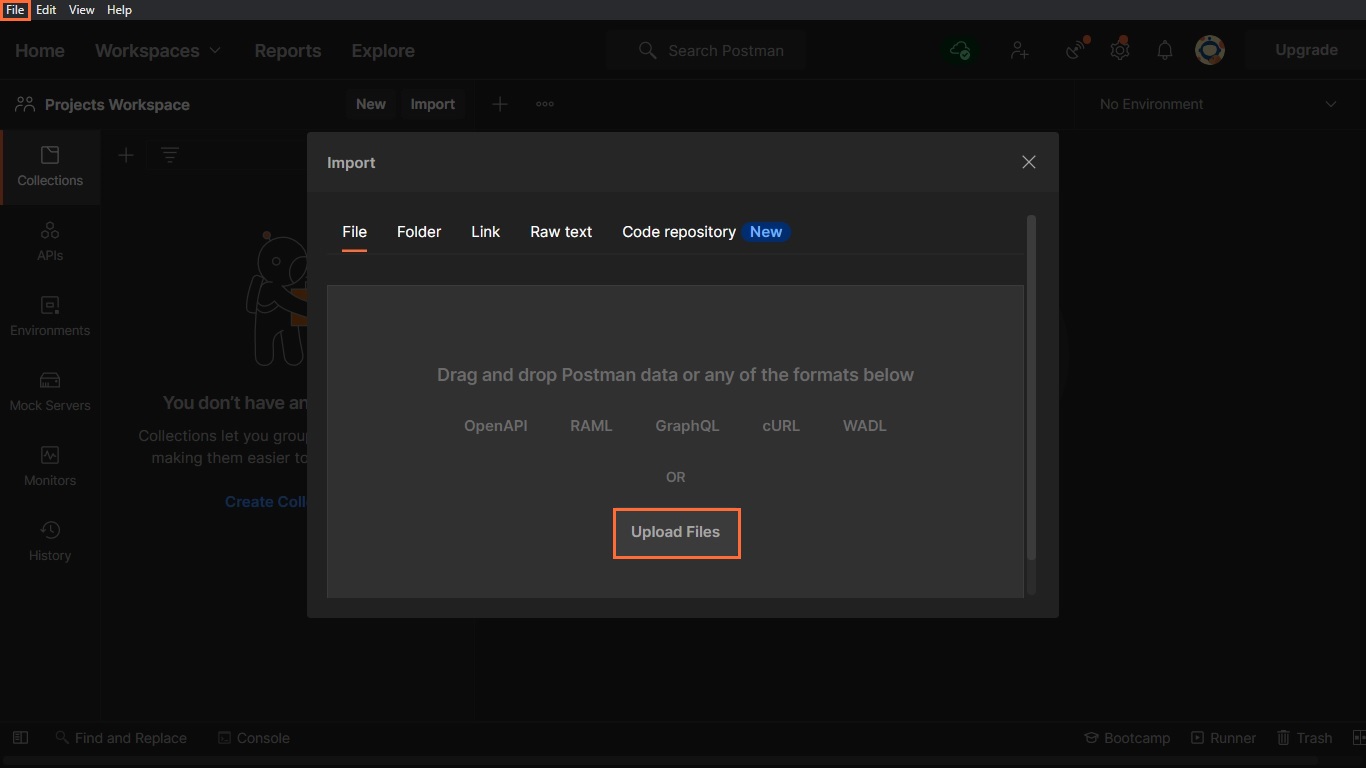 File Edit View Help
Home Workspaces Reports Explore Search Postman Upgrade
Projects Workspace New Import No Environment
Import
Collections
File Folder Link Raw text Code repository New
APIs
Environments
Drag and drop Postman data or any of the formats below
Mock Servers
You don't have an
OpenAPI RAML GraphQL cURL WADL
Collections let you grou
making them easier to
Monitors
OR
Create Coll
Upload Files
History
Find and Replace Console Bootcamp Runner Trash